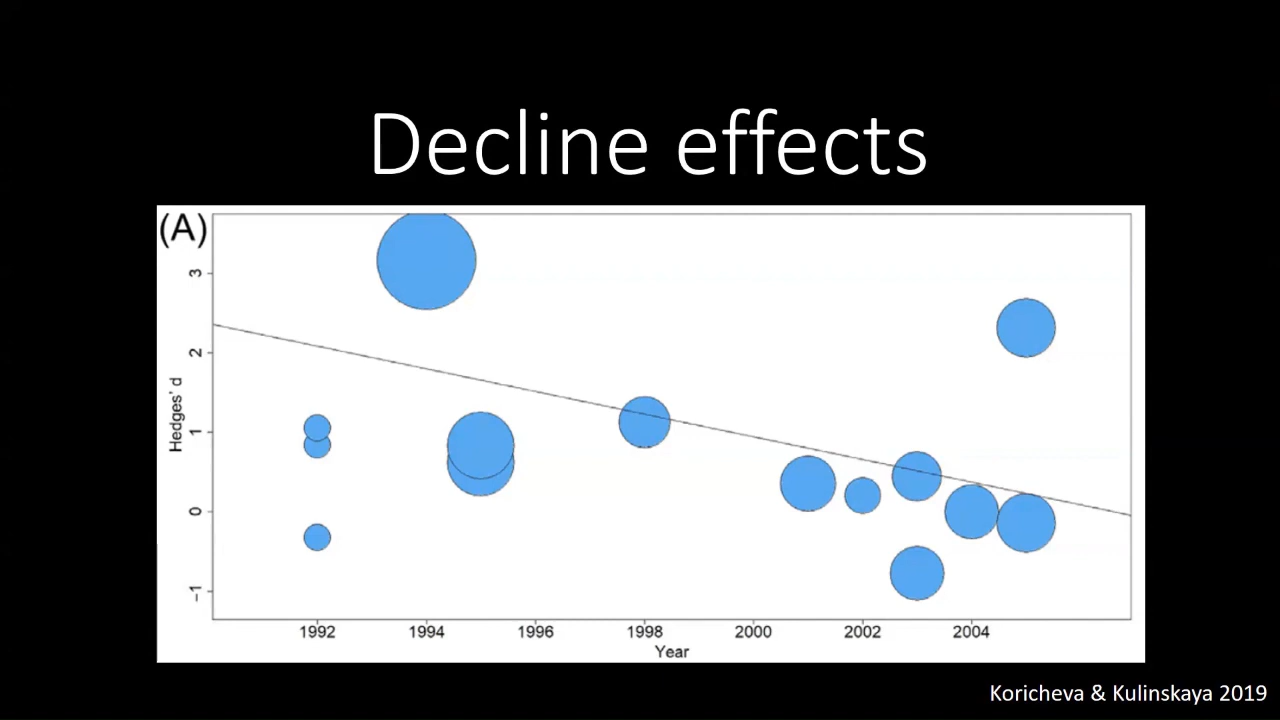 Decline effects
(A)
3
2
1
0
−1
Hedges' d
1992 1994 1996 1998 2000 2002 2004
Year
Koricheva & Kulinskaya 2019